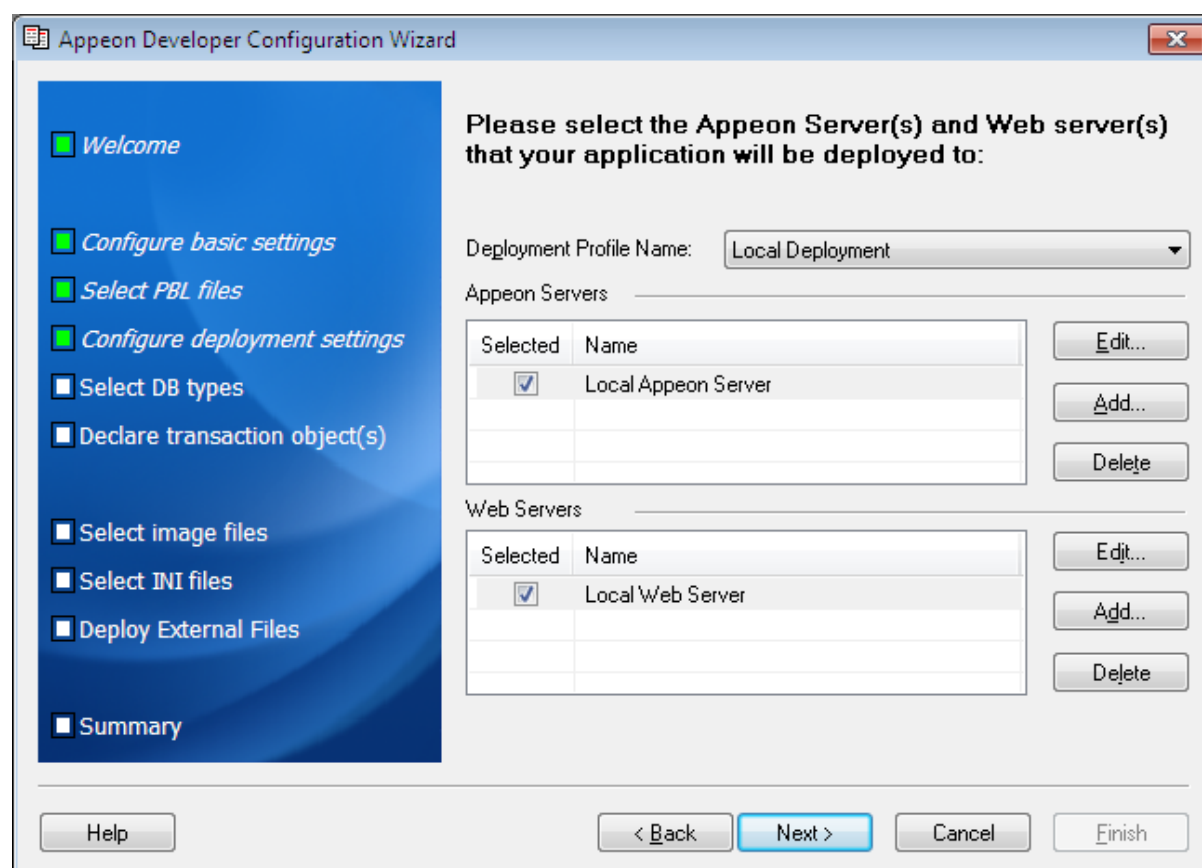 Appeon Developer Configuration Wizard
Welcome
Configure basic settings
Select PBL files
Configure deployment settings
Select DB types
Declare transaction object(s)
Select image files
Select INI files
Deploy External Files
Summary
Please select the Appeon Server(s) and Web server(s)
that your application will be deployed to:
Deployment Profile Name: Local Deployment
Appeon Servers
Selected Name
Local Appeon Server
Edit...
Add...
Delete
Web Servers
Selected Name
Local Web Server
Edit...
Add...
Delete
Help < Back Next > Cancel Finish